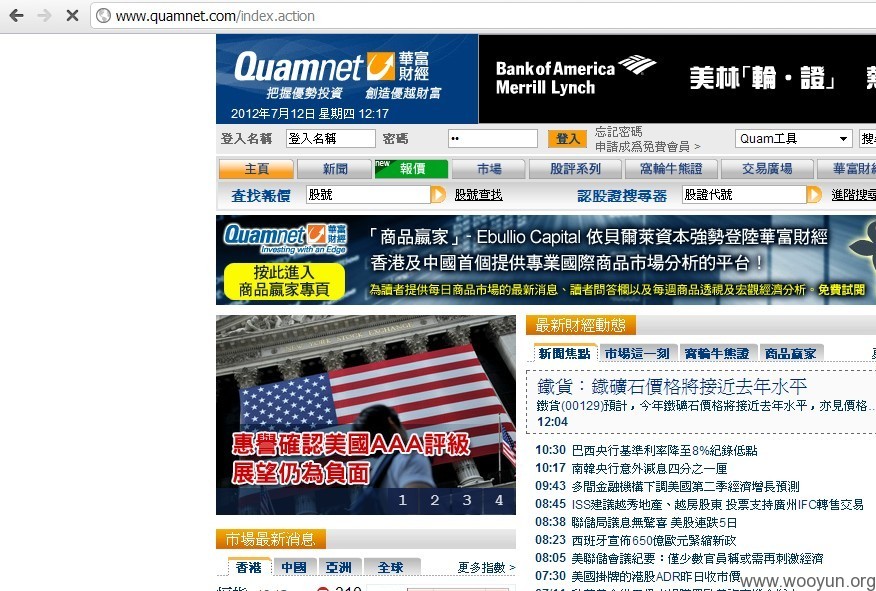 www.quamnet.com/index.action
Quamnet 華富財經
把握優勢投資 創造優越財富
2012年7月12日 星期四 12:17
Bank of America
Merrill Lynch
美林「輪・證」
登入名稱 登入名稱 密碼 •• 登入 忘記密碼
申請成為免費會員 > Quam工具
主頁 新聞 new 報價 市場 股評系列 窩輪牛熊證 交易廣場 華富財經
查找報價 股號 股號查找 認股證搜尋器 股證代號 進階搜尋
Quamnet 華富財經
Investing with an Edge
按此進入
商品贏家專頁
「商品贏家」- Ebullio Capital 依貝爾萊資本強勢登陸華富財經
香港及中國首個提供專業國際商品市場分析的平台！
為讀者提供每日商品市場的最新消息、讀者問答欄以及每週商品透視及宏觀經濟分析。免費試閱
惠譽確認美國AAA評級
展望仍為負面
1 2 3 4
最新財經動態
新聞焦點 市場這一刻 窩輪牛熊證 商品贏家
鐵貨：鐵礦石價格將接近去年水平
鐵貨(00129)預計，今年鐵礦石價格將接近去年水平，亦見價格...
12:04
10:30 巴西央行基準利率降至8%紀錄低點
10:17 南韓央行意外減息四分之一厘
09:43 多間金融機構下調美國第二季經濟增長預測
08:45 ISS建議越秀地產、越房股東 投票支持廣州IFC轉售交易
08:38 聯儲局議息無驚喜 美股連跌5日
08:23 西班牙宣佈650億歐元緊縮新政
08:05 美聯儲會議紀要：僅少數官員稱或需再刺激經濟
07:30 美國掛牌的港股ADR昨日收市價
市場最新消息
香港 中國 亞洲 全球 更多指數 >
www.wooyun.org